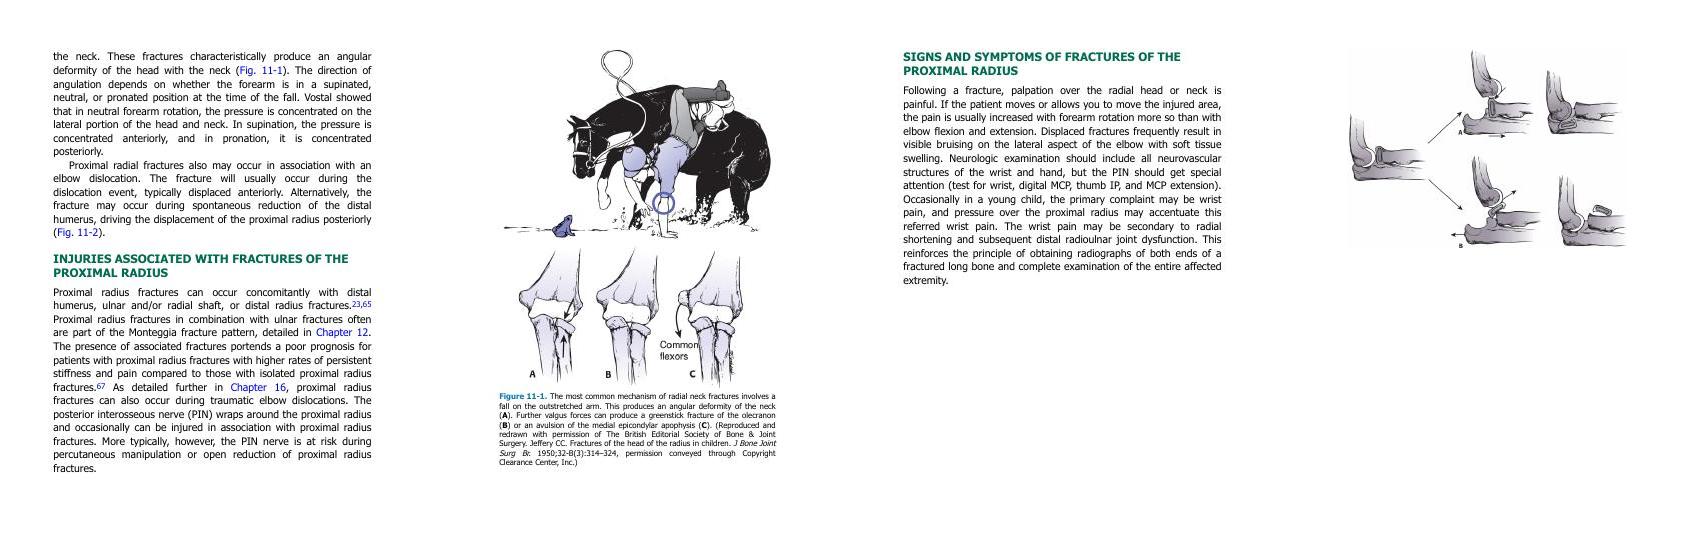 the neck. These fractures characteristically produce an angular
deformity of the head with the neck (Fig. 11-1). The direction of
angulation depends on whether the forearm is in a supinated,
neutral, or pronated position at the time of the fall. Vostal showed
that in neutral forearm rotation, the pressure is concentrated on the
lateral portion of the head and neck. In supination, the pressure is
concentrated anteriorly, and in pronation, it is concentrated
posteriorly.
Proximal radial fractures also may occur in association with an
elbow dislocation. The fracture will usually occur during the
dislocation event, typically displaced anteriorly. Alternatively, the
fracture may occur during spontaneous reduction of the distal
humerus, driving the displacement of the proximal radius posteriorly
(Fig. 11-2).
INJURIES ASSOCIATED WITH FRACTURES OF THE
PROXIMAL RADIUS
Proximal radius fractures can occur concomitantly with distal
humerus, ulnar and/or radial shaft, or distal radius fractures.23,65
Proximal radius fractures in combination with ulnar fractures often
are part of the Monteggia fracture pattern, detailed in Chapter 12.
The presence of associated fractures portends a poor prognosis for
patients with proximal radius fractures with higher rates of persistent
stiffness and pain compared to those with isolated proximal radius
fractures.67 As detailed further in Chapter 16, proximal radius
fractures can also occur during traumatic elbow dislocations. The
posterior interosseous nerve (PIN) wraps around the proximal radius
and occasionally can be injured in association with proximal radius
fractures. More typically, however, the PIN nerve is at risk during
percutaneous manipulation or open reduction of proximal radius
fractures.
Common
flexors
A B C
Figure 11-1. The most common mechanism of radial neck fractures involves a
fall on the outstretched arm. This produces an angular deformity of the neck
(A). Further valgus forces can produce a greenstick fracture of the olecranon
(B) or an avulsion of the medial epicondylar apophysis (C). (Reproduced and
redrawn with permission of The British Editorial Society of Bone & Joint
Surgery. Jeffery CC. Fractures of the head of the radius in children. J Bone Joint
Surg Br. 1950;32-B(3):314–324, permission conveyed through Copyright
Clearance Center, Inc.)
SIGNS AND SYMPTOMS OF FRACTURES OF THE
PROXIMAL RADIUS
Following a fracture, palpation over the radial head or neck is
painful. If the patient moves or allows you to move the injured area,
the pain is usually increased with forearm rotation more so than with
elbow flexion and extension. Displaced fractures frequently result in
visible bruising on the lateral aspect of the elbow with soft tissue
swelling. Neurologic examination should include all neurovascular
structures of the wrist and hand, but the PIN should get special
attention (test for wrist, digital MCP, thumb IP, and MCP extension).
Occasionally in a young child, the primary complaint may be wrist
pain, and pressure over the proximal radius may accentuate this
referred wrist pain. The wrist pain may be secondary to radial
shortening and subsequent distal radioulnar joint dysfunction. This
reinforces the principle of obtaining radiographs of both ends of a
fractured long bone and complete examination of the entire affected
extremity.
A
B